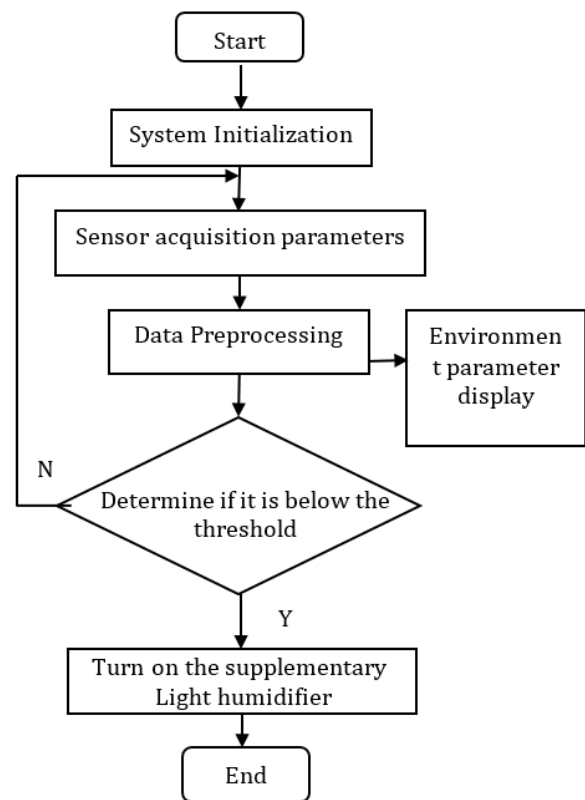 Start
System Initialization
Sensor acquisition parameters
Data Preprocessing
Environmen
t parameter
display
N
Determine if it is below the
threshold
Y
Turn on the supplementary
Light humidifier
End